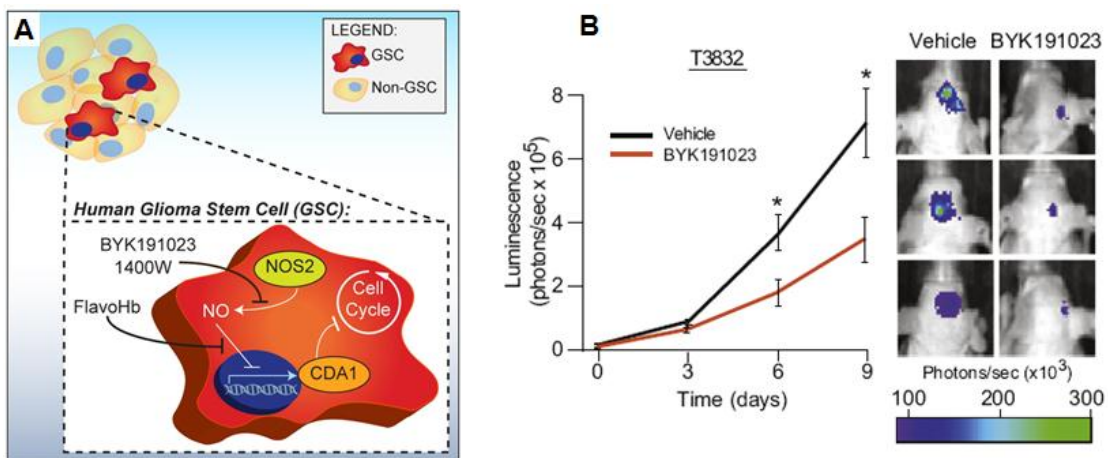 A
LEGEND:
GSC
Non-GSC
Human Glioma Stem Cell (GSC):
BYK191023
1400W
NOS2
Cell
Cycle
NO
FlavoHb
CDA1
B
T3832
Vehicle BYK191023
*
*
Vehicle
BYK191023
8
6
4
2
0
Luminescence
(photons/sec x 10⁵)
0 3 6 9
Time (days)
Photons/sec (x10³)
100 200 300